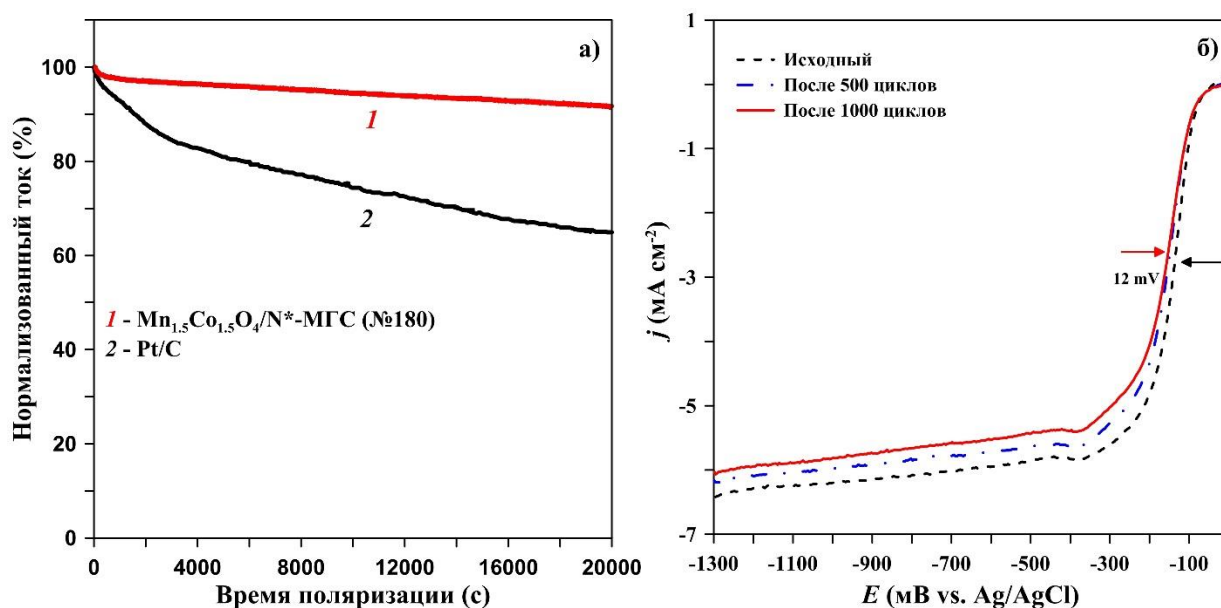 а)
Нормализованный ток (%)
100
80
60
40
20
0
1
2
1 - Mn1.5Co1.5O4/N*-МГС (№180)
2 - Pt/C
0 4000 8000 12000 16000 20000
Время поляризации (с)
б)
j (мА см-2)
1
-1
-3
-5
-7
Исходный
После 500 циклов
После 1000 циклов
12 mV
-1300 -1100 -900 -700 -500 -300 -100
E (мВ vs. Ag/AgCl)